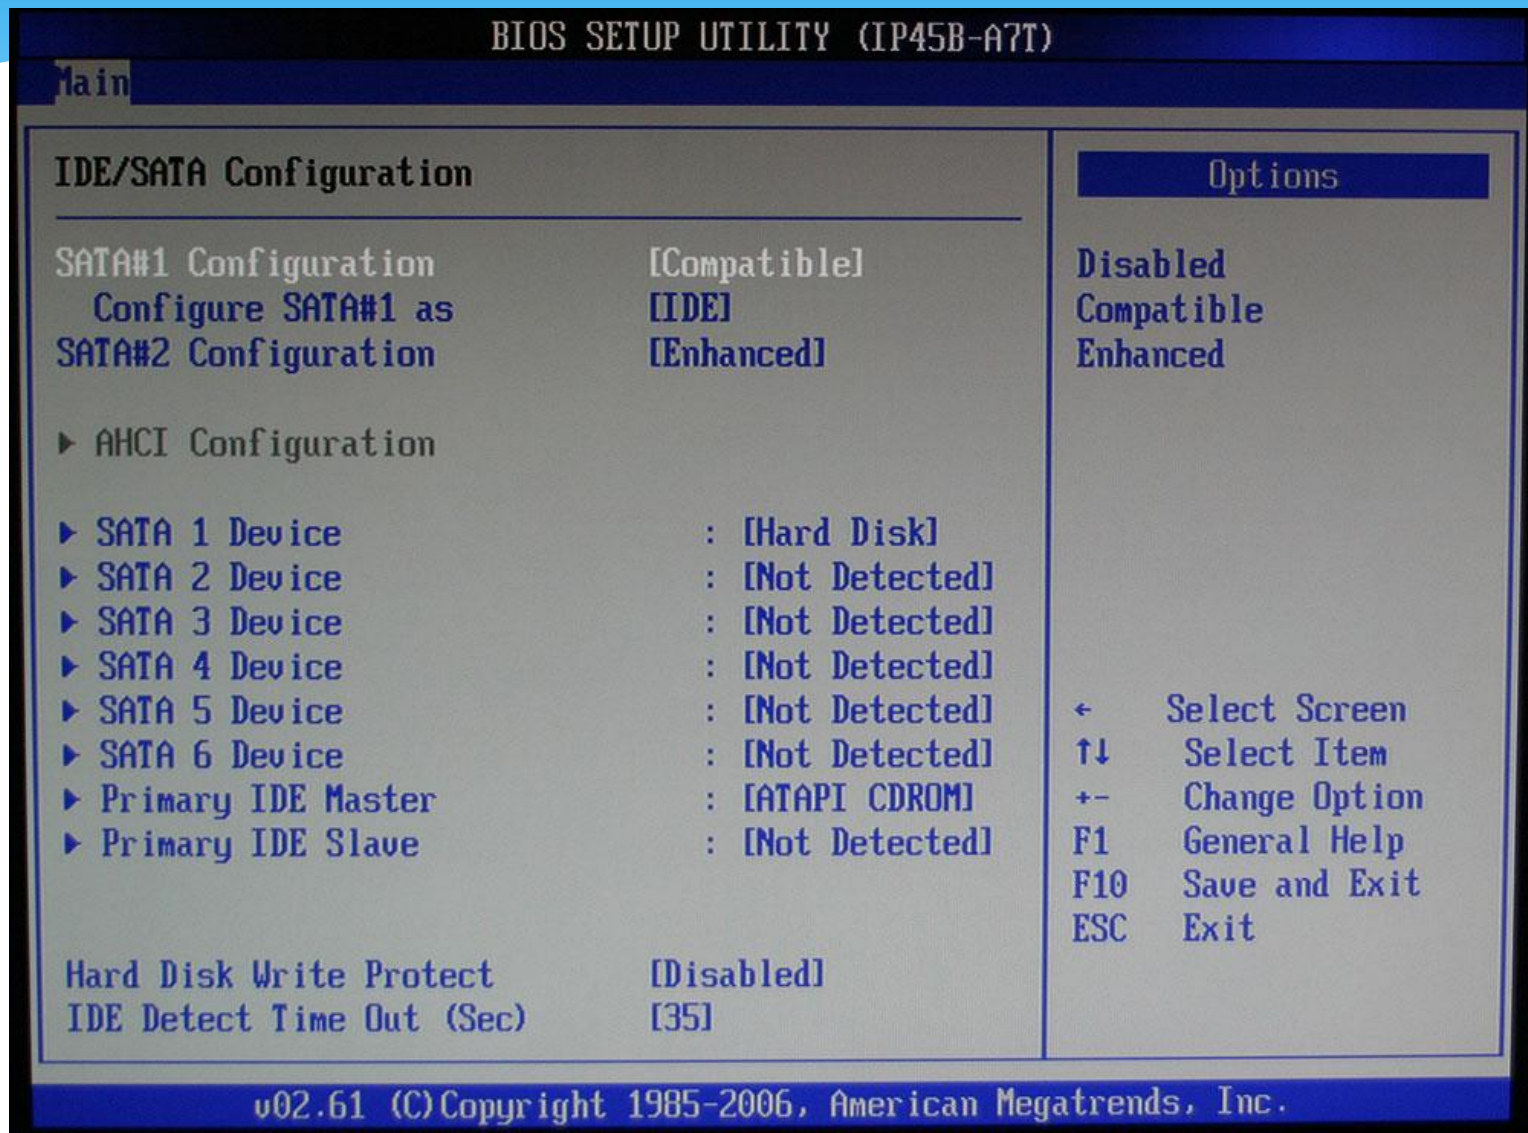 BIOS SETUP UTILITY (IP45B-A7T)
Main
IDE/SATA Configuration
SATA#1 Configuration [Compatible]
Configure SATA#1 as [IDE]
SATA#2 Configuration [Enhanced]
▶ AHCI Configuration
▶ SATA 1 Device : [Hard Disk]
▶ SATA 2 Device : [Not Detected]
▶ SATA 3 Device : [Not Detected]
▶ SATA 4 Device : [Not Detected]
▶ SATA 5 Device : [Not Detected]
▶ SATA 6 Device : [Not Detected]
▶ Primary IDE Master : [ATAPI CDROM]
▶ Primary IDE Slave : [Not Detected]
Hard Disk Write Protect [Disabled]
IDE Detect Time Out (Sec) [35]
Options
Disabled
Compatible
Enhanced
← Select Screen
↑↓ Select Item
+- Change Option
F1 General Help
F10 Save and Exit
ESC Exit
v02.61 (C)Copyright 1985-2006, American Megatrends, Inc.